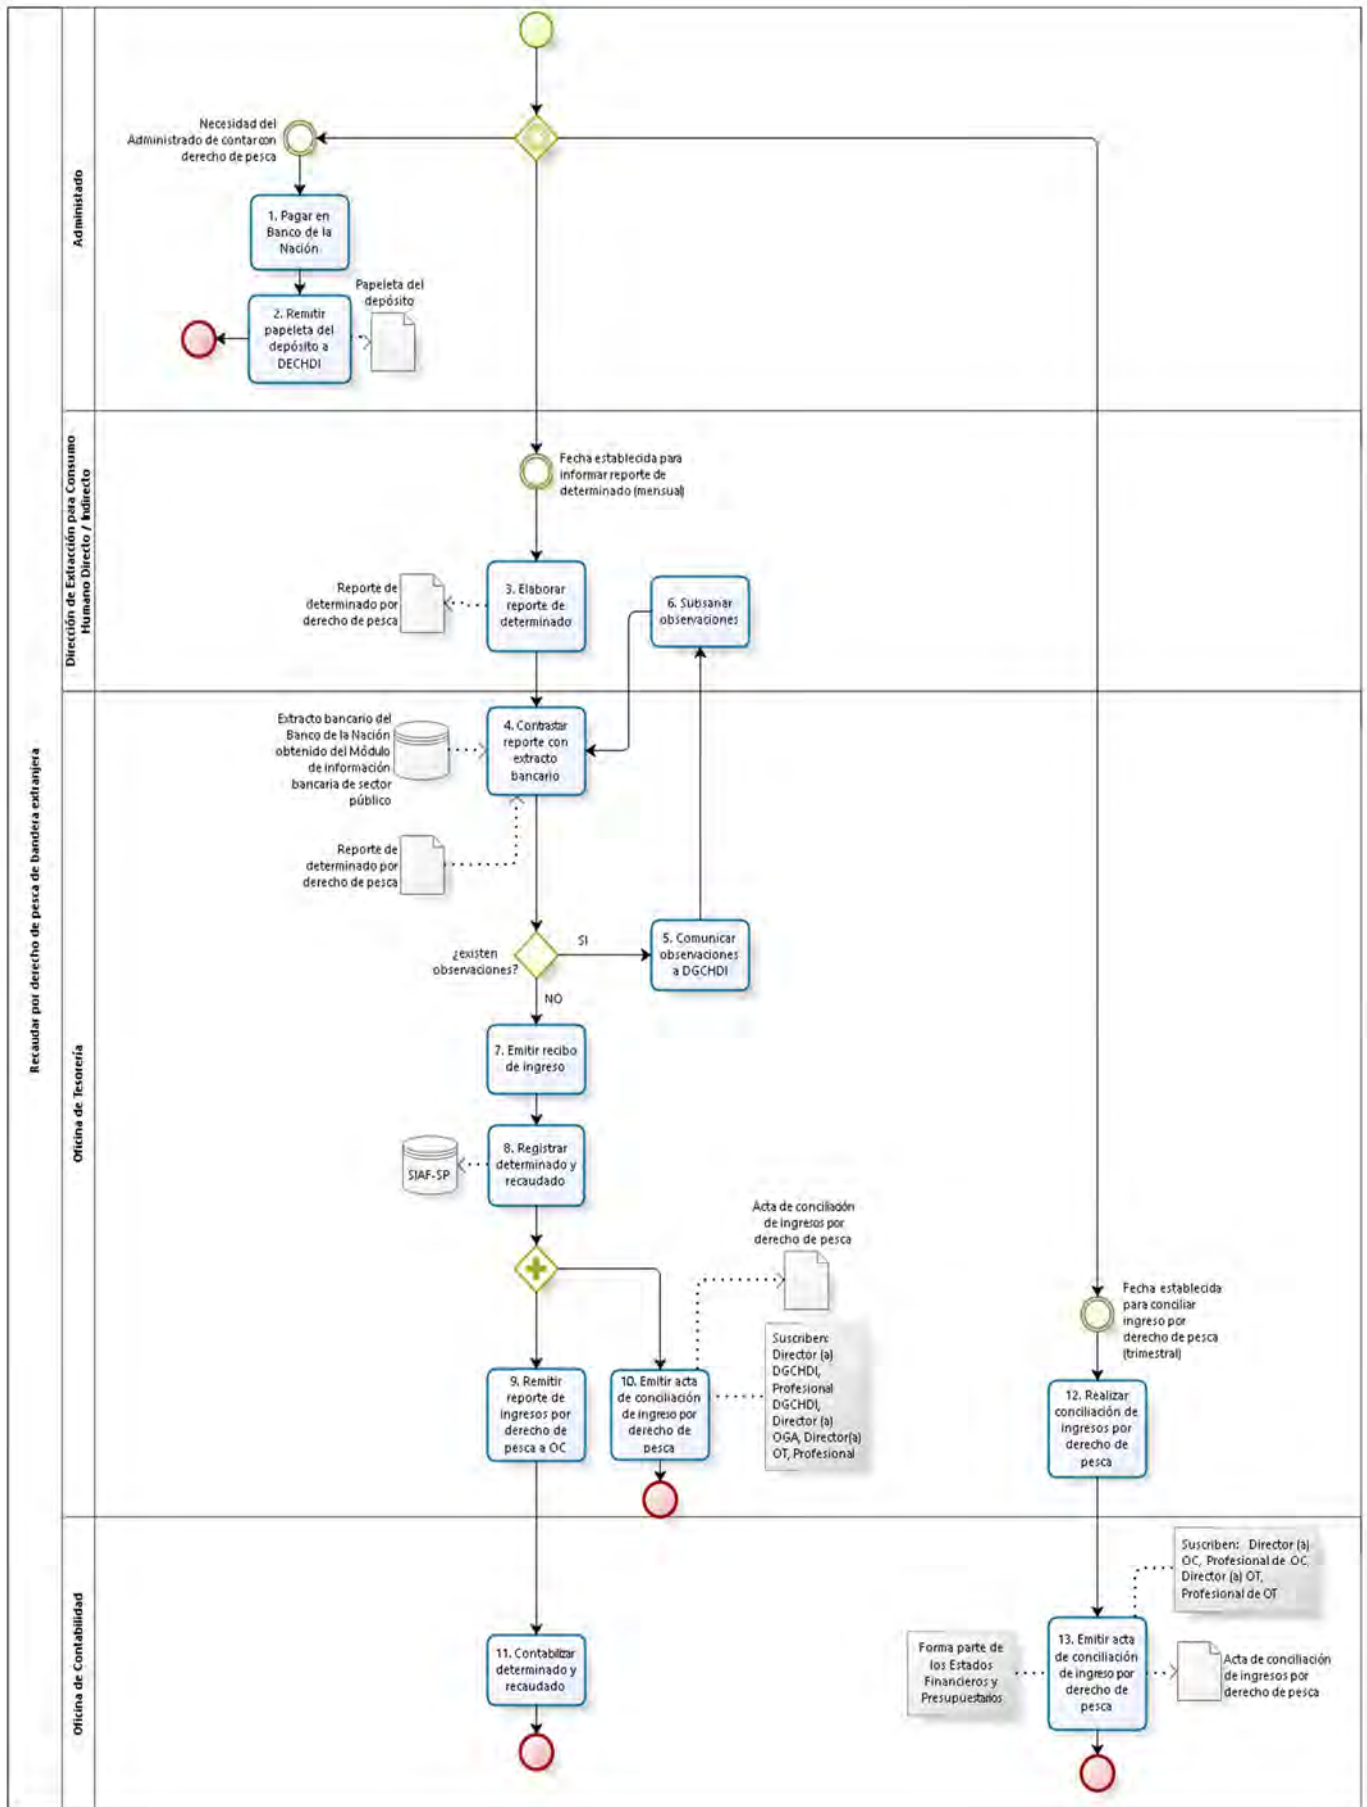 Recaudar por derecho de pesca de bandera extranjera
Administado
Necesidad del
Administrado de contar con
derecho de pesca
1. Pagar en
Banco de la
Nación
2. Remitir
papeleta del
depósito a
DECHDI
Papeleta del
depósito
Dirección de Extracción para Consumo
Humano Directo / Indirecto
Fecha establecida para
informar reporte de
determinado (mensual)
3. Elaborar
reporte de
determinado
Reporte de
determinado por
derecho de pesca
6. Subsanar
observaciones
Oficina de Tesorería
Extracto bancario del
Banco de la Nación
obtenido del Módulo
de información
bancaria de sector
público
4. Contrastar
reporte con
extracto
bancario
Reporte de
determinado por
derecho de pesca
¿existen
observaciones?
SI
5. Comunicar
observaciones
a DGCHDI
NO
7. Emitir recibo
de ingreso
8. Registrar
determinado y
recaudado
SIAF-SP
Acta de conciliación
de ingresos por
derecho de pesca
9. Remitir
reporte de
ingresos por
derecho de
pesca a OC
10. Emitir acta
de conciliación
de ingreso por
derecho de
pesca
Suscriben:
Director (a)
DGCHDI,
Profesional
DGCHDI,
Director (a)
OGA, Director(a)
OT, Profesional
Fecha establecida
para conciliar
ingreso por
derecho de pesca
(trimestral)
12. Realizar
conciliación de
ingresos por
derecho de
pesca
Oficina de Contabilidad
11. Contabilizar
determinado y
recaudado
Suscriben: Director (a)
OC, Profesional de OC,
Director (a) OT,
Profesional de OT
Forma parte de
los Estados
Financieros y
Presupuestarios
13. Emitir acta
de conciliación
de ingreso por
derecho de
pesca
Acta de conciliación
de ingresos por
derecho de pesca